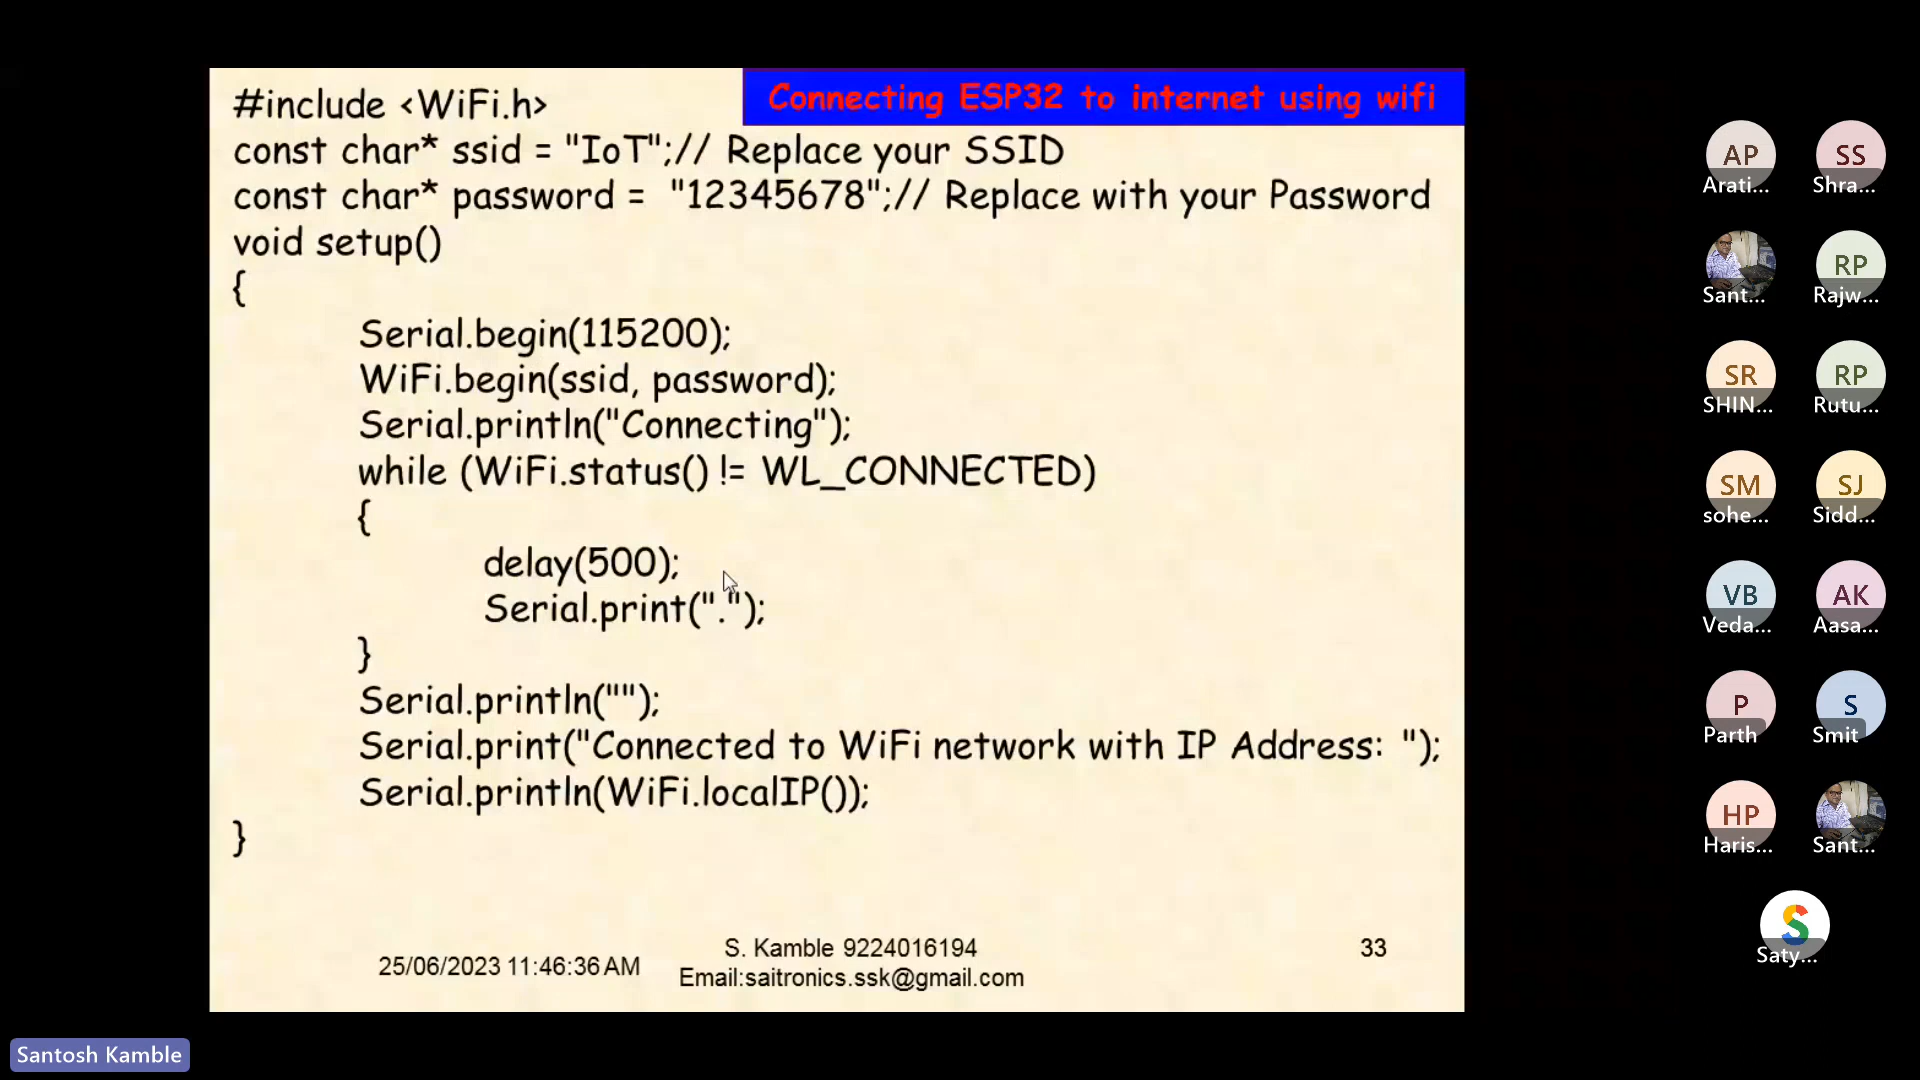 Connecting ESP32 to internet using wifi
#include <WiFi.h>
const char* ssid = "IoT";// Replace your SSID
const char* password = "12345678";// Replace with your Password
void setup()
{
Serial.begin(115200);
WiFi.begin(ssid, password);
Serial.println("Connecting");
while (WiFi.status() != WL_CONNECTED)
{
delay(500);
Serial.print(".");
}
Serial.println("");
Serial.print("Connected to WiFi network with IP Address: ");
Serial.println(WiFi.localIP());
}
25/06/2023 11:46:36 AM
S. Kamble 9224016194
Email:saitronics.ssk@gmail.com
33
AP
Arati...
SS
Shra...
Sant...
RP
Rajw...
SR
SHIN...
RP
Rutu...
SM
sohe...
SJ
Sidd...
VB
Veda...
AK
Aasa...
P
Parth
S
Smit
HP
Haris...
Sant...
S
Saty...
Santosh Kamble